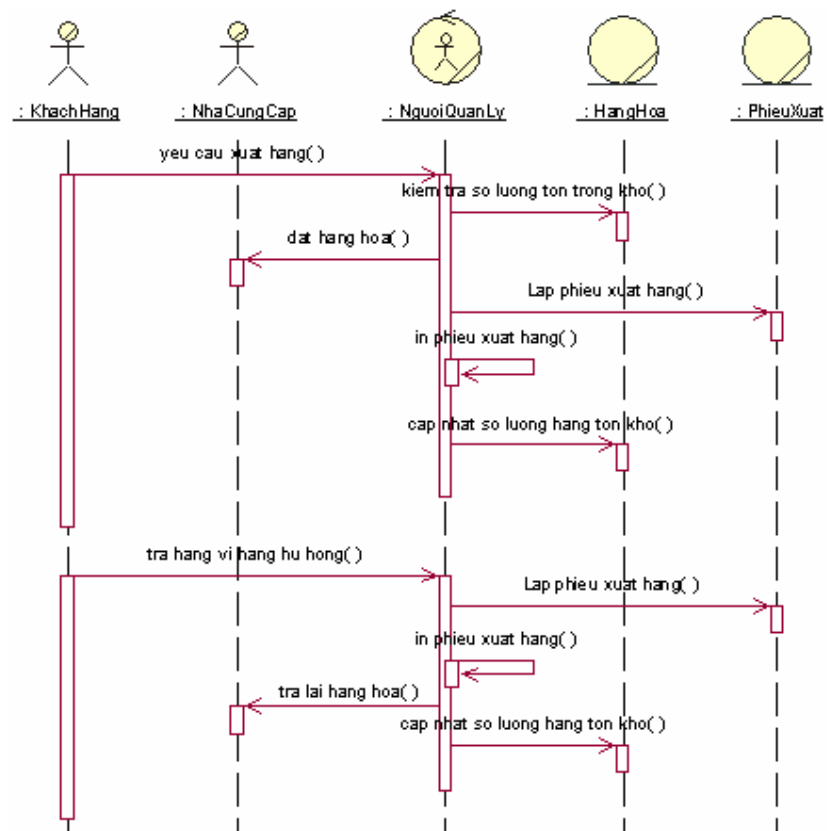 : KhachHang
: NhaCungCap
: NguoiQuanLy
: HangHoa
: PhieuXuat
yeu cau xuat hang( )
kiem tra so luong ton trong kho( )
dat hang hoa( )
Lap phieu xuat hang( )
in phieu xuat hang( )
cap nhat so luong hang ton kho( )
tra hang vi hang hu hong( )
Lap phieu xuat hang( )
in phieu xuat hang( )
tra lai hang hoa( )
cap nhat so luong hang ton kho( )